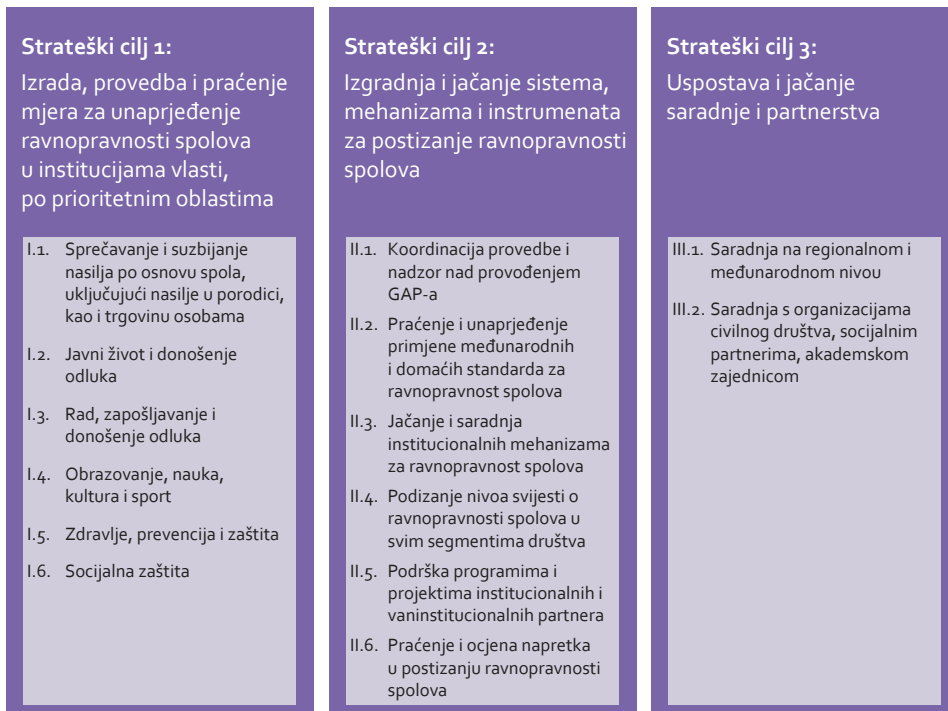 Strateški cilj 1:
Izrada, provedba i praćenje
mjera za unaprjeđenje
ravnopravnosti spolova
u institucijama vlasti,
po prioritetnim oblastima
I.1. Sprečavanje i suzbijanje
nasilja po osnovu spola,
uključujući nasilje u porodici,
kao i trgovinu osobama
I.2. Javni život i donošenje
odluka
I.3. Rad, zapošljavanje i
donošenje odluka
I.4. Obrazovanje, nauka,
kultura i sport
I.5. Zdravlje, prevencija i zaštita
I.6. Socijalna zaštita
Strateški cilj 2:
Izgradnja i jačanje sistema,
mehanizama i instrumenata
za postizanje ravnopravnosti
spolova
II.1. Koordinacija provedbe i
nadzor nad provođenjem
GAP-a
II.2. Praćenje i unaprjeđenje
primjene međunarodnih
i domaćih standarda za
ravnopravnost spolova
II.3. Jačanje i saradnja
institucionalnih mehanizama
za ravnopravnost spolova
II.4. Podizanje nivoa svijesti o
ravnopravnosti spolova u
svim segmentima društva
II.5. Podrška programima i
projektima institucionalnih i
vaninstitucionalnih partnera
II.6. Praćenje i ocjena napretka
u postizanju ravnopravnosti
spolova
Strateški cilj 3:
Uspostava i jačanje
saradnje i partnerstva
III.1. Saradnja na regionalnom i
međunarodnom nivou
III.2. Saradnja s organizacijama
civilnog društva, socijalnim
partnerima, akademskom
zajednicom